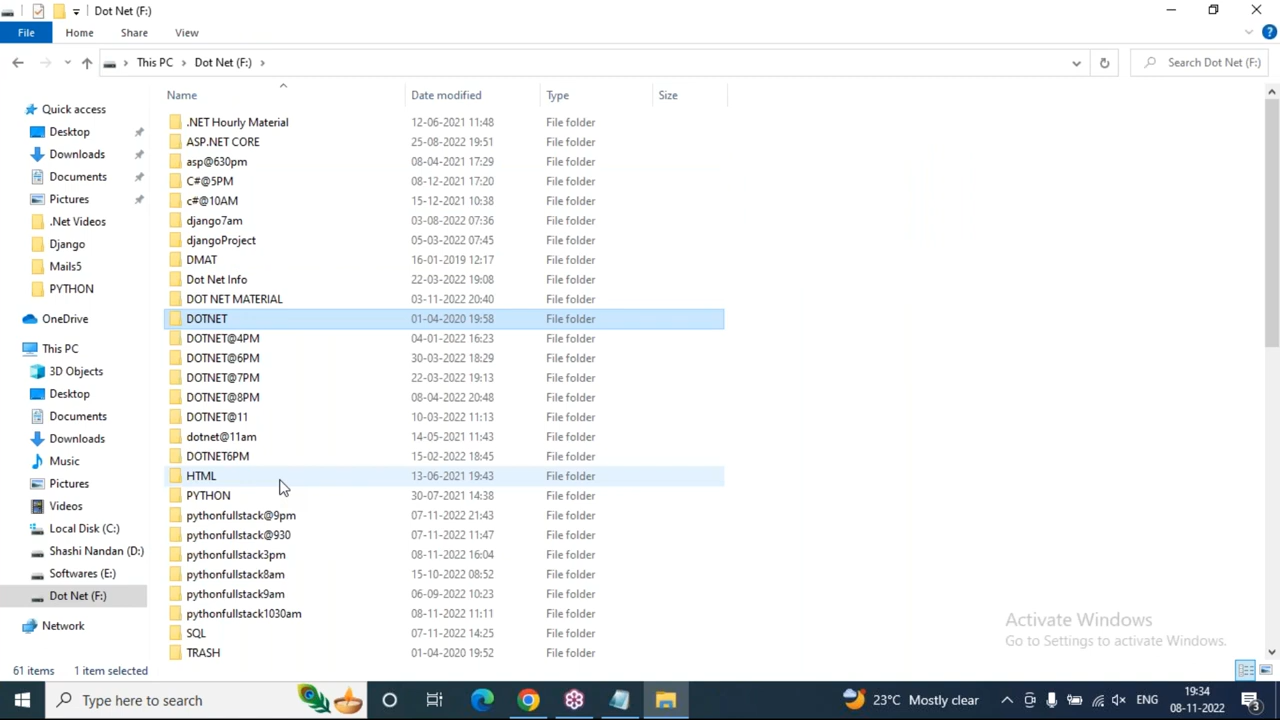 Dot Net (F:)
File Home Share View
This PC Dot Net (F:) Search Dot Net (F:)
Name Date modified Type Size
Quick access
Desktop
Downloads
Documents
Pictures
.Net Videos
Django
Mails5
PYTHON
OneDrive
This PC
3D Objects
Desktop
Documents
Downloads
Music
Pictures
Videos
Local Disk (C:)
Shashi Nandan (D:)
Softwares (E:)
Dot Net (F:)
Network
.NET Hourly Material 12-06-2021 11:48 File folder
ASP.NET CORE 25-08-2022 19:51 File folder
asp@630pm 08-04-2021 17:29 File folder
C#@5PM 08-12-2021 17:20 File folder
c#@10AM 15-12-2021 10:38 File folder
django7am 03-08-2022 07:36 File folder
djangoProject 05-03-2022 07:45 File folder
DMAT 16-01-2019 12:17 File folder
Dot Net Info 22-03-2022 19:08 File folder
DOT NET MATERIAL 03-11-2022 20:40 File folder
DOTNET 01-04-2020 19:58 File folder
DOTNET@4PM 04-01-2022 16:23 File folder
DOTNET@6PM 30-03-2022 18:29 File folder
DOTNET@7PM 22-03-2022 19:13 File folder
DOTNET@8PM 08-04-2022 20:48 File folder
DOTNET@11 10-03-2022 11:13 File folder
dotnet@11am 14-05-2021 11:43 File folder
DOTNET6PM 15-02-2022 18:45 File folder
HTML 13-06-2021 19:43 File folder
PYTHON 30-07-2021 14:38 File folder
pythonfullstack@9pm 07-11-2022 21:43 File folder
pythonfullstack@930 07-11-2022 11:47 File folder
pythonfullstack3pm 08-11-2022 16:04 File folder
pythonfullstack8am 15-10-2022 08:52 File folder
pythonfullstack9am 06-09-2022 10:23 File folder
pythonfullstack1030am 08-11-2022 11:11 File folder
SQL 07-11-2022 14:25 File folder
TRASH 01-04-2020 19:52 File folder
Activate Windows
Go to Settings to activate Windows.
61 items 1 item selected
Type here to search 23°C Mostly clear ENG 19:34
08-11-2022 3